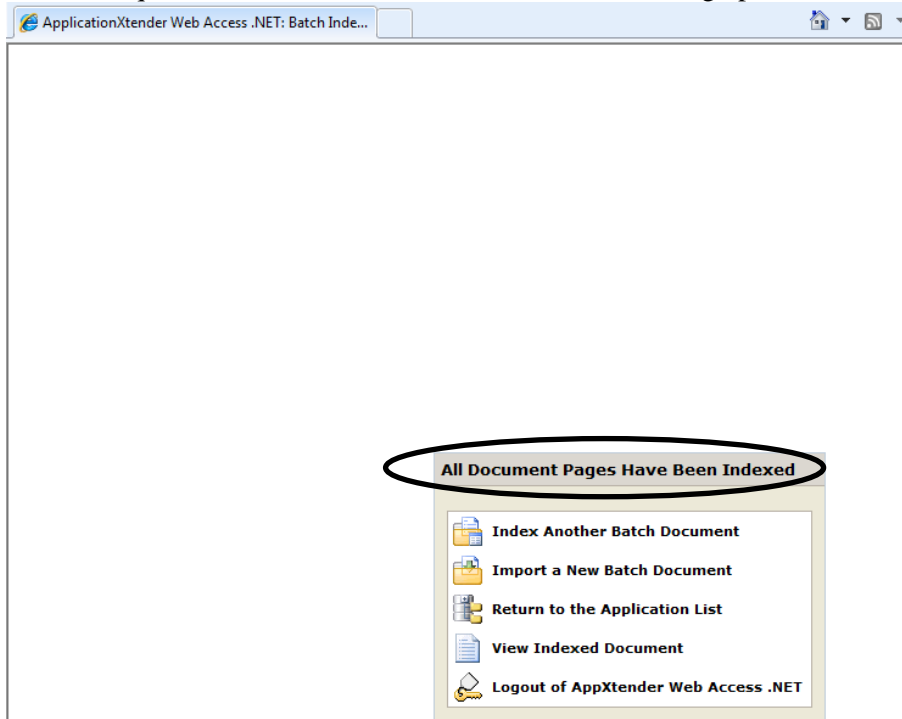 ApplicationXtender Web Access .NET: Batch Inde...
All Document Pages Have Been Indexed
Index Another Batch Document
Import a New Batch Document
Return to the Application List
View Indexed Document
Logout of AppXtender Web Access .NET